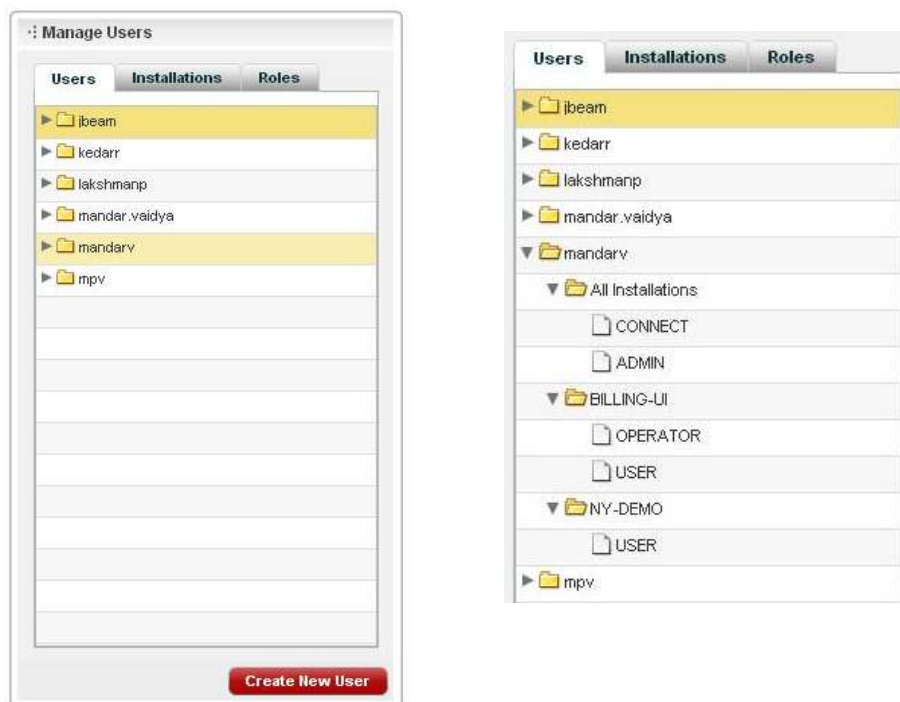 Manage Users
Users Installations Roles
jbeam
kedarr
lakshmanp
mandar.vaidya
mandarv
mpv
Create New User
Users Installations Roles
jbeam
kedarr
lakshmanp
mandar.vaidya
mandarv
All Installations
CONNECT
ADMIN
BILLING-UI
OPERATOR
USER
NY-DEMO
USER
mpv